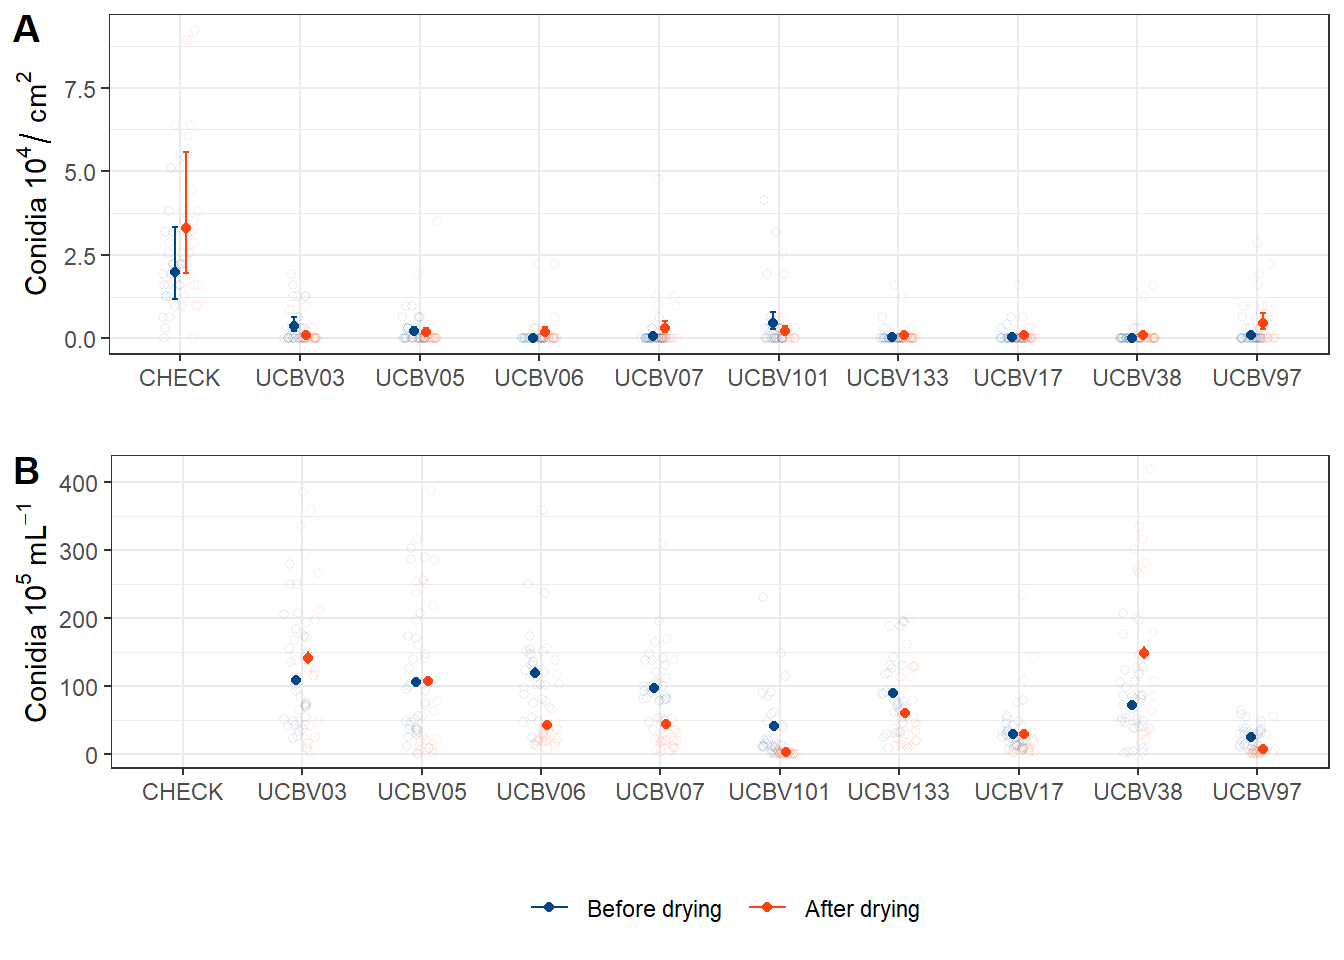 A
Conidia 10⁴ / cm²
7.5
5.0
2.5
0.0
CHECK UCBV03 UCBV05 UCBV06 UCBV07 UCBV101 UCBV133 UCBV17 UCBV38 UCBV97
B
Conidia 10⁵ mL⁻¹
400
300
200
100
0
CHECK UCBV03 UCBV05 UCBV06 UCBV07 UCBV101 UCBV133 UCBV17 UCBV38 UCBV97
Before drying After drying